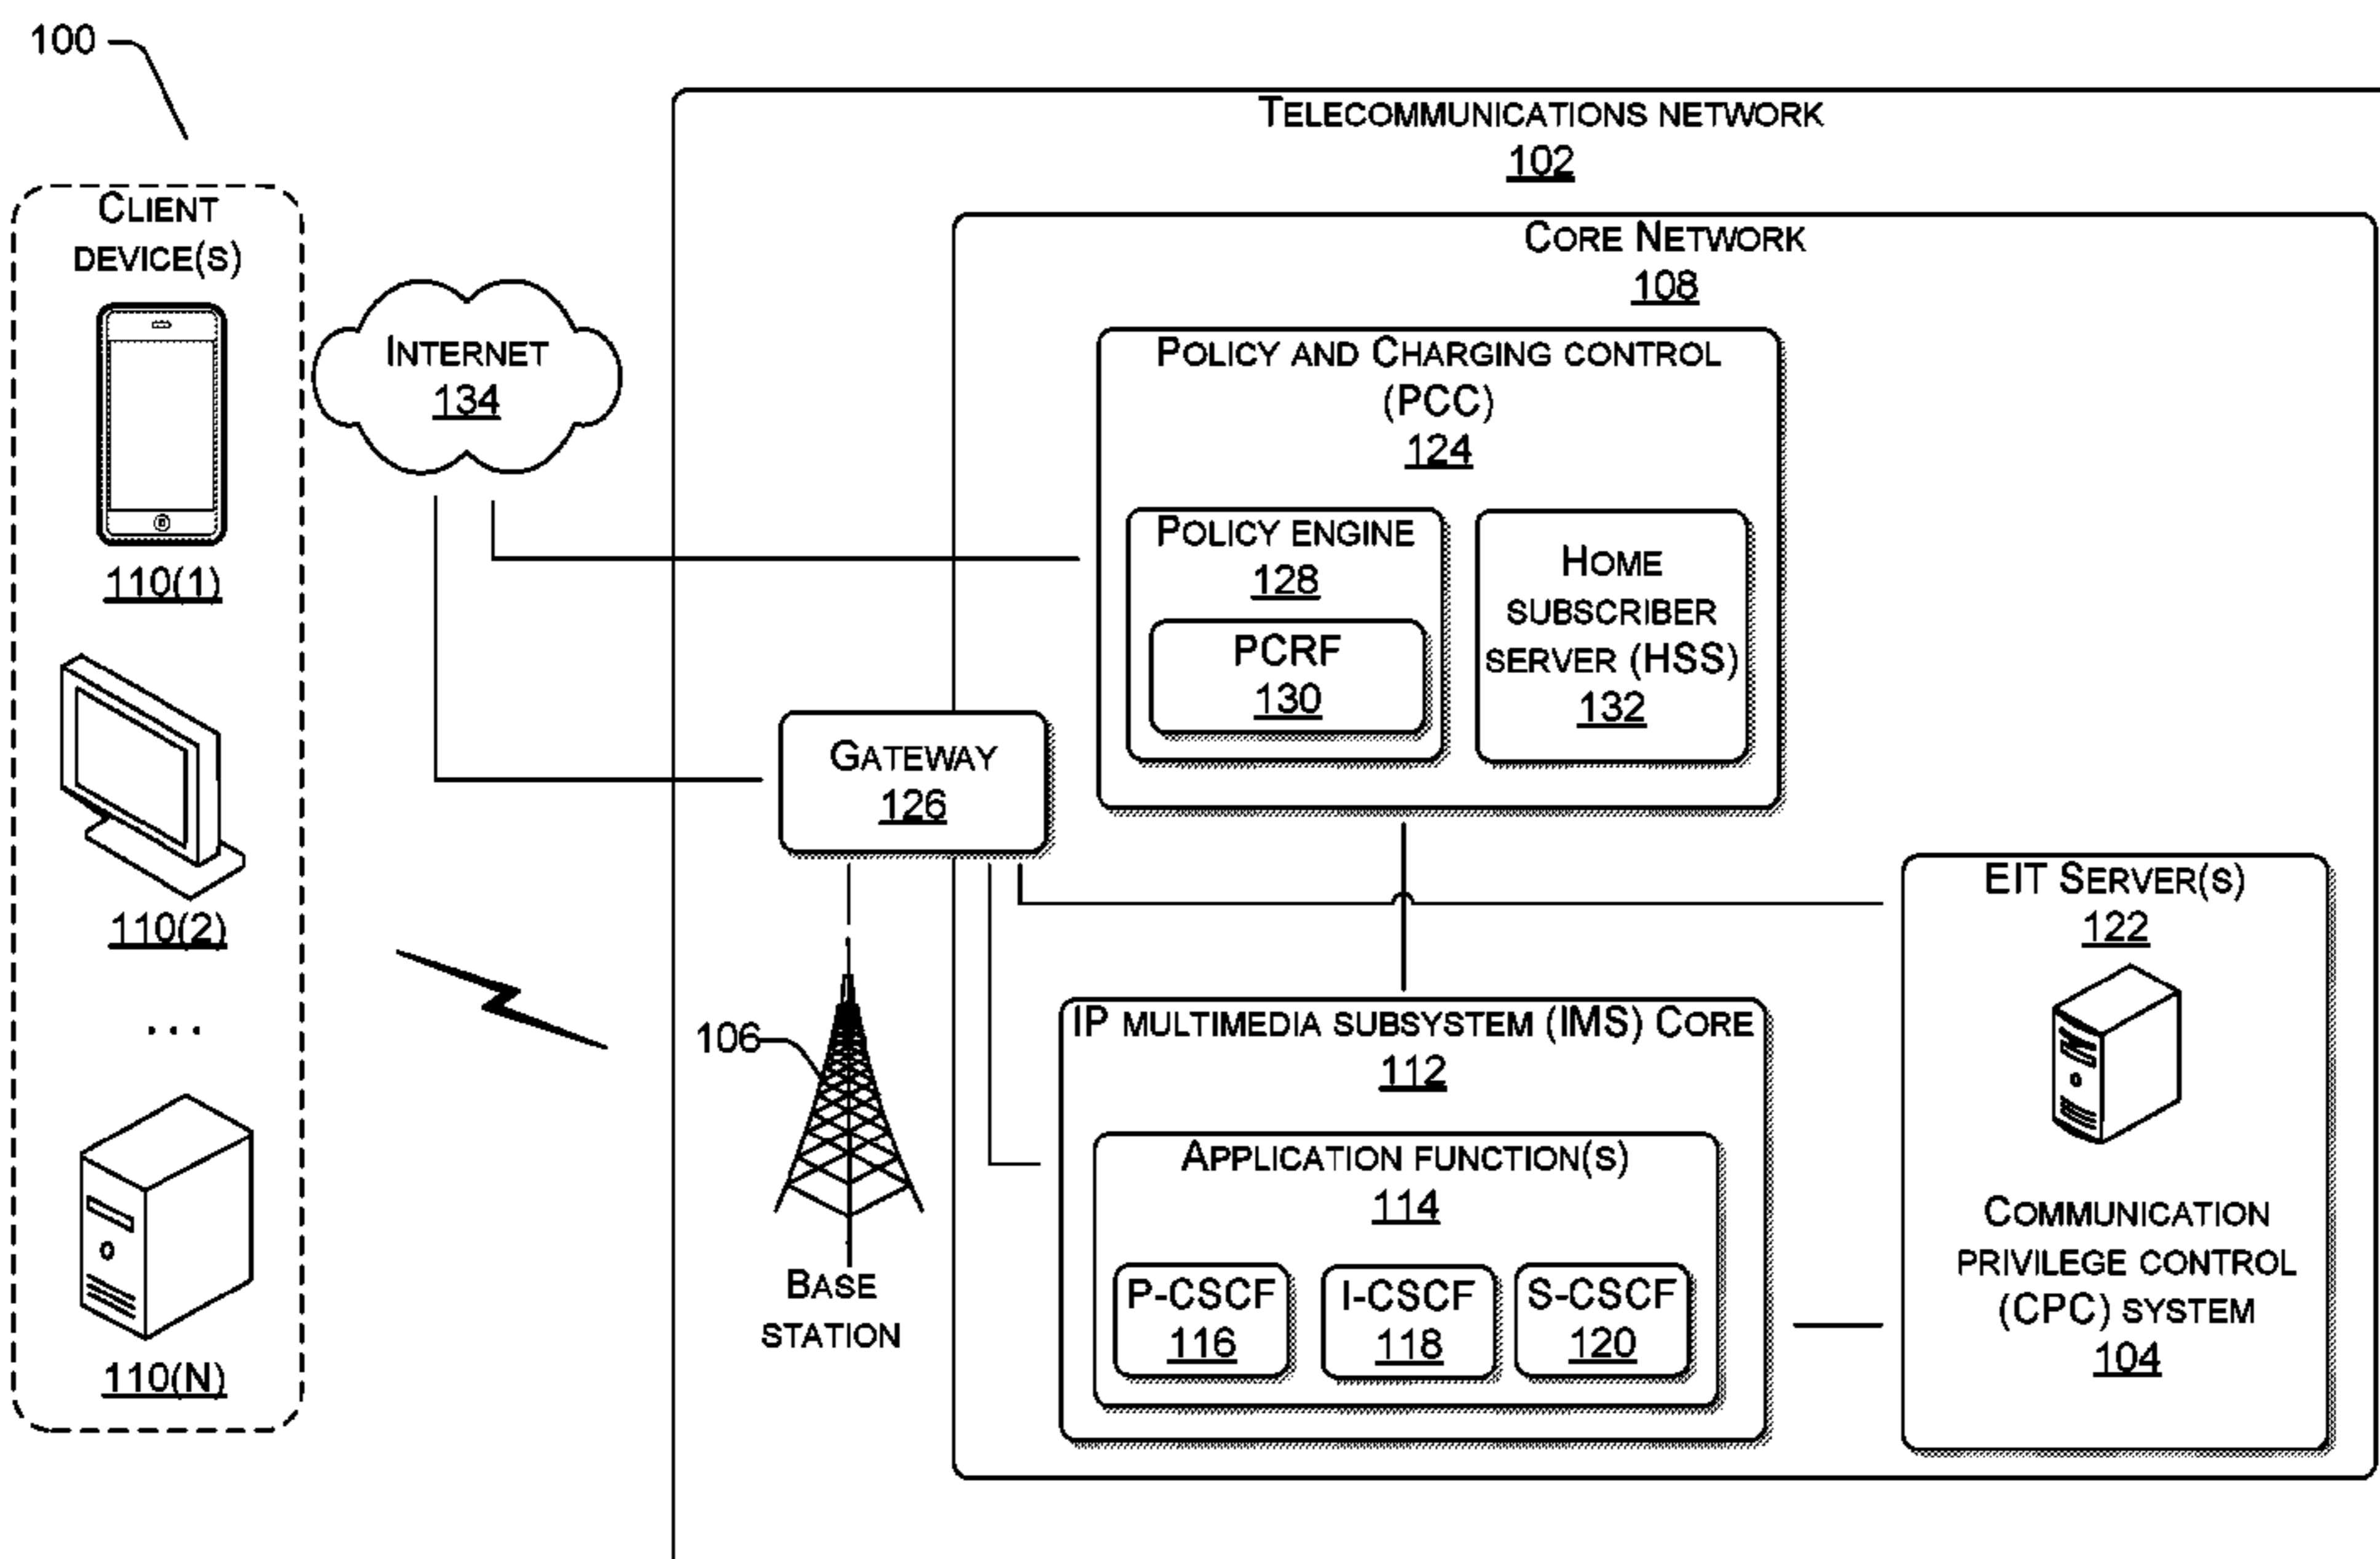 100
TELECOMMUNICATIONS NETWORK
102
CLIENT
DEVICE(S)
110(1)
110(2)
...
110(N)
INTERNET
134
CORE NETWORK
108
POLICY AND CHARGING CONTROL
(PCC)
124
POLICY ENGINE
128
PCRF
130
HOME
SUBSCRIBER
SERVER (HSS)
132
GATEWAY
126
106
BASE
STATION
IP MULTIMEDIA SUBSYSTEM (IMS) CORE
112
APPLICATION FUNCTION(S)
114
P-CSCF
116
I-CSCF
118
S-CSCF
120
EIT SERVER(S)
122
COMMUNICATION
PRIVILEGE CONTROL
(CPC) SYSTEM
104